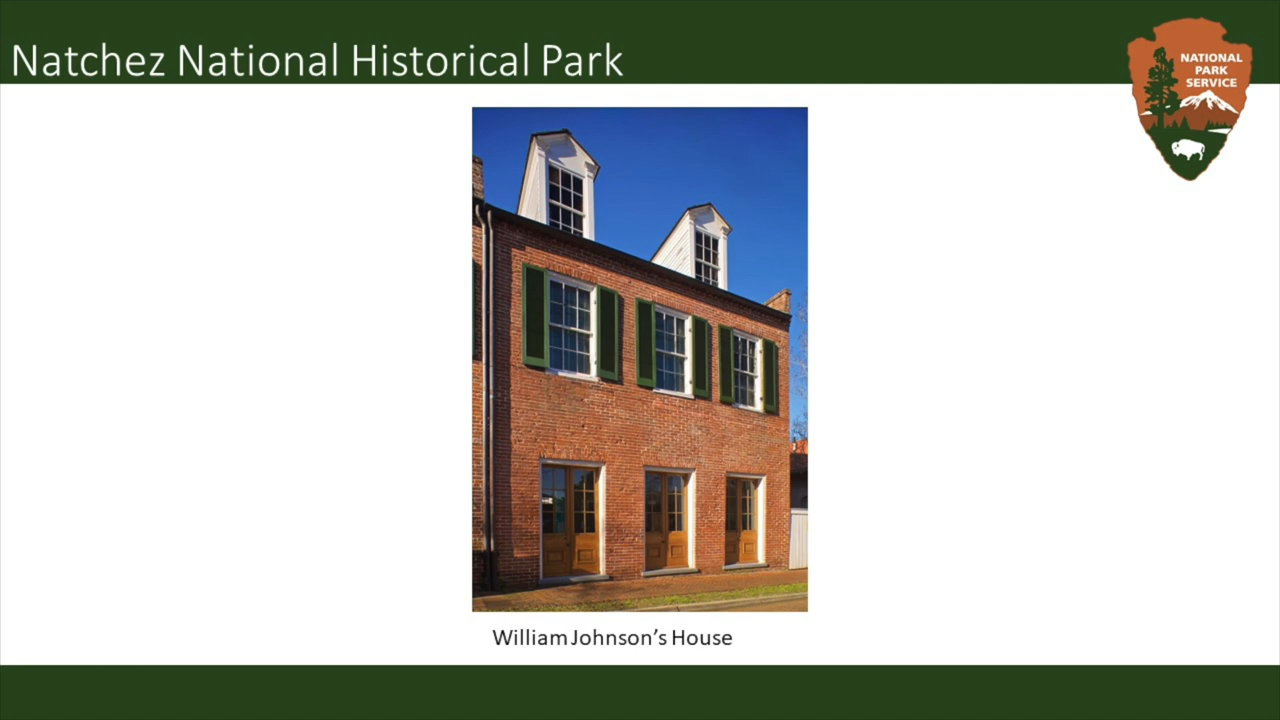 Natchez National Historical Park
NATIONAL
PARK
SERVICE
William Johnson's House